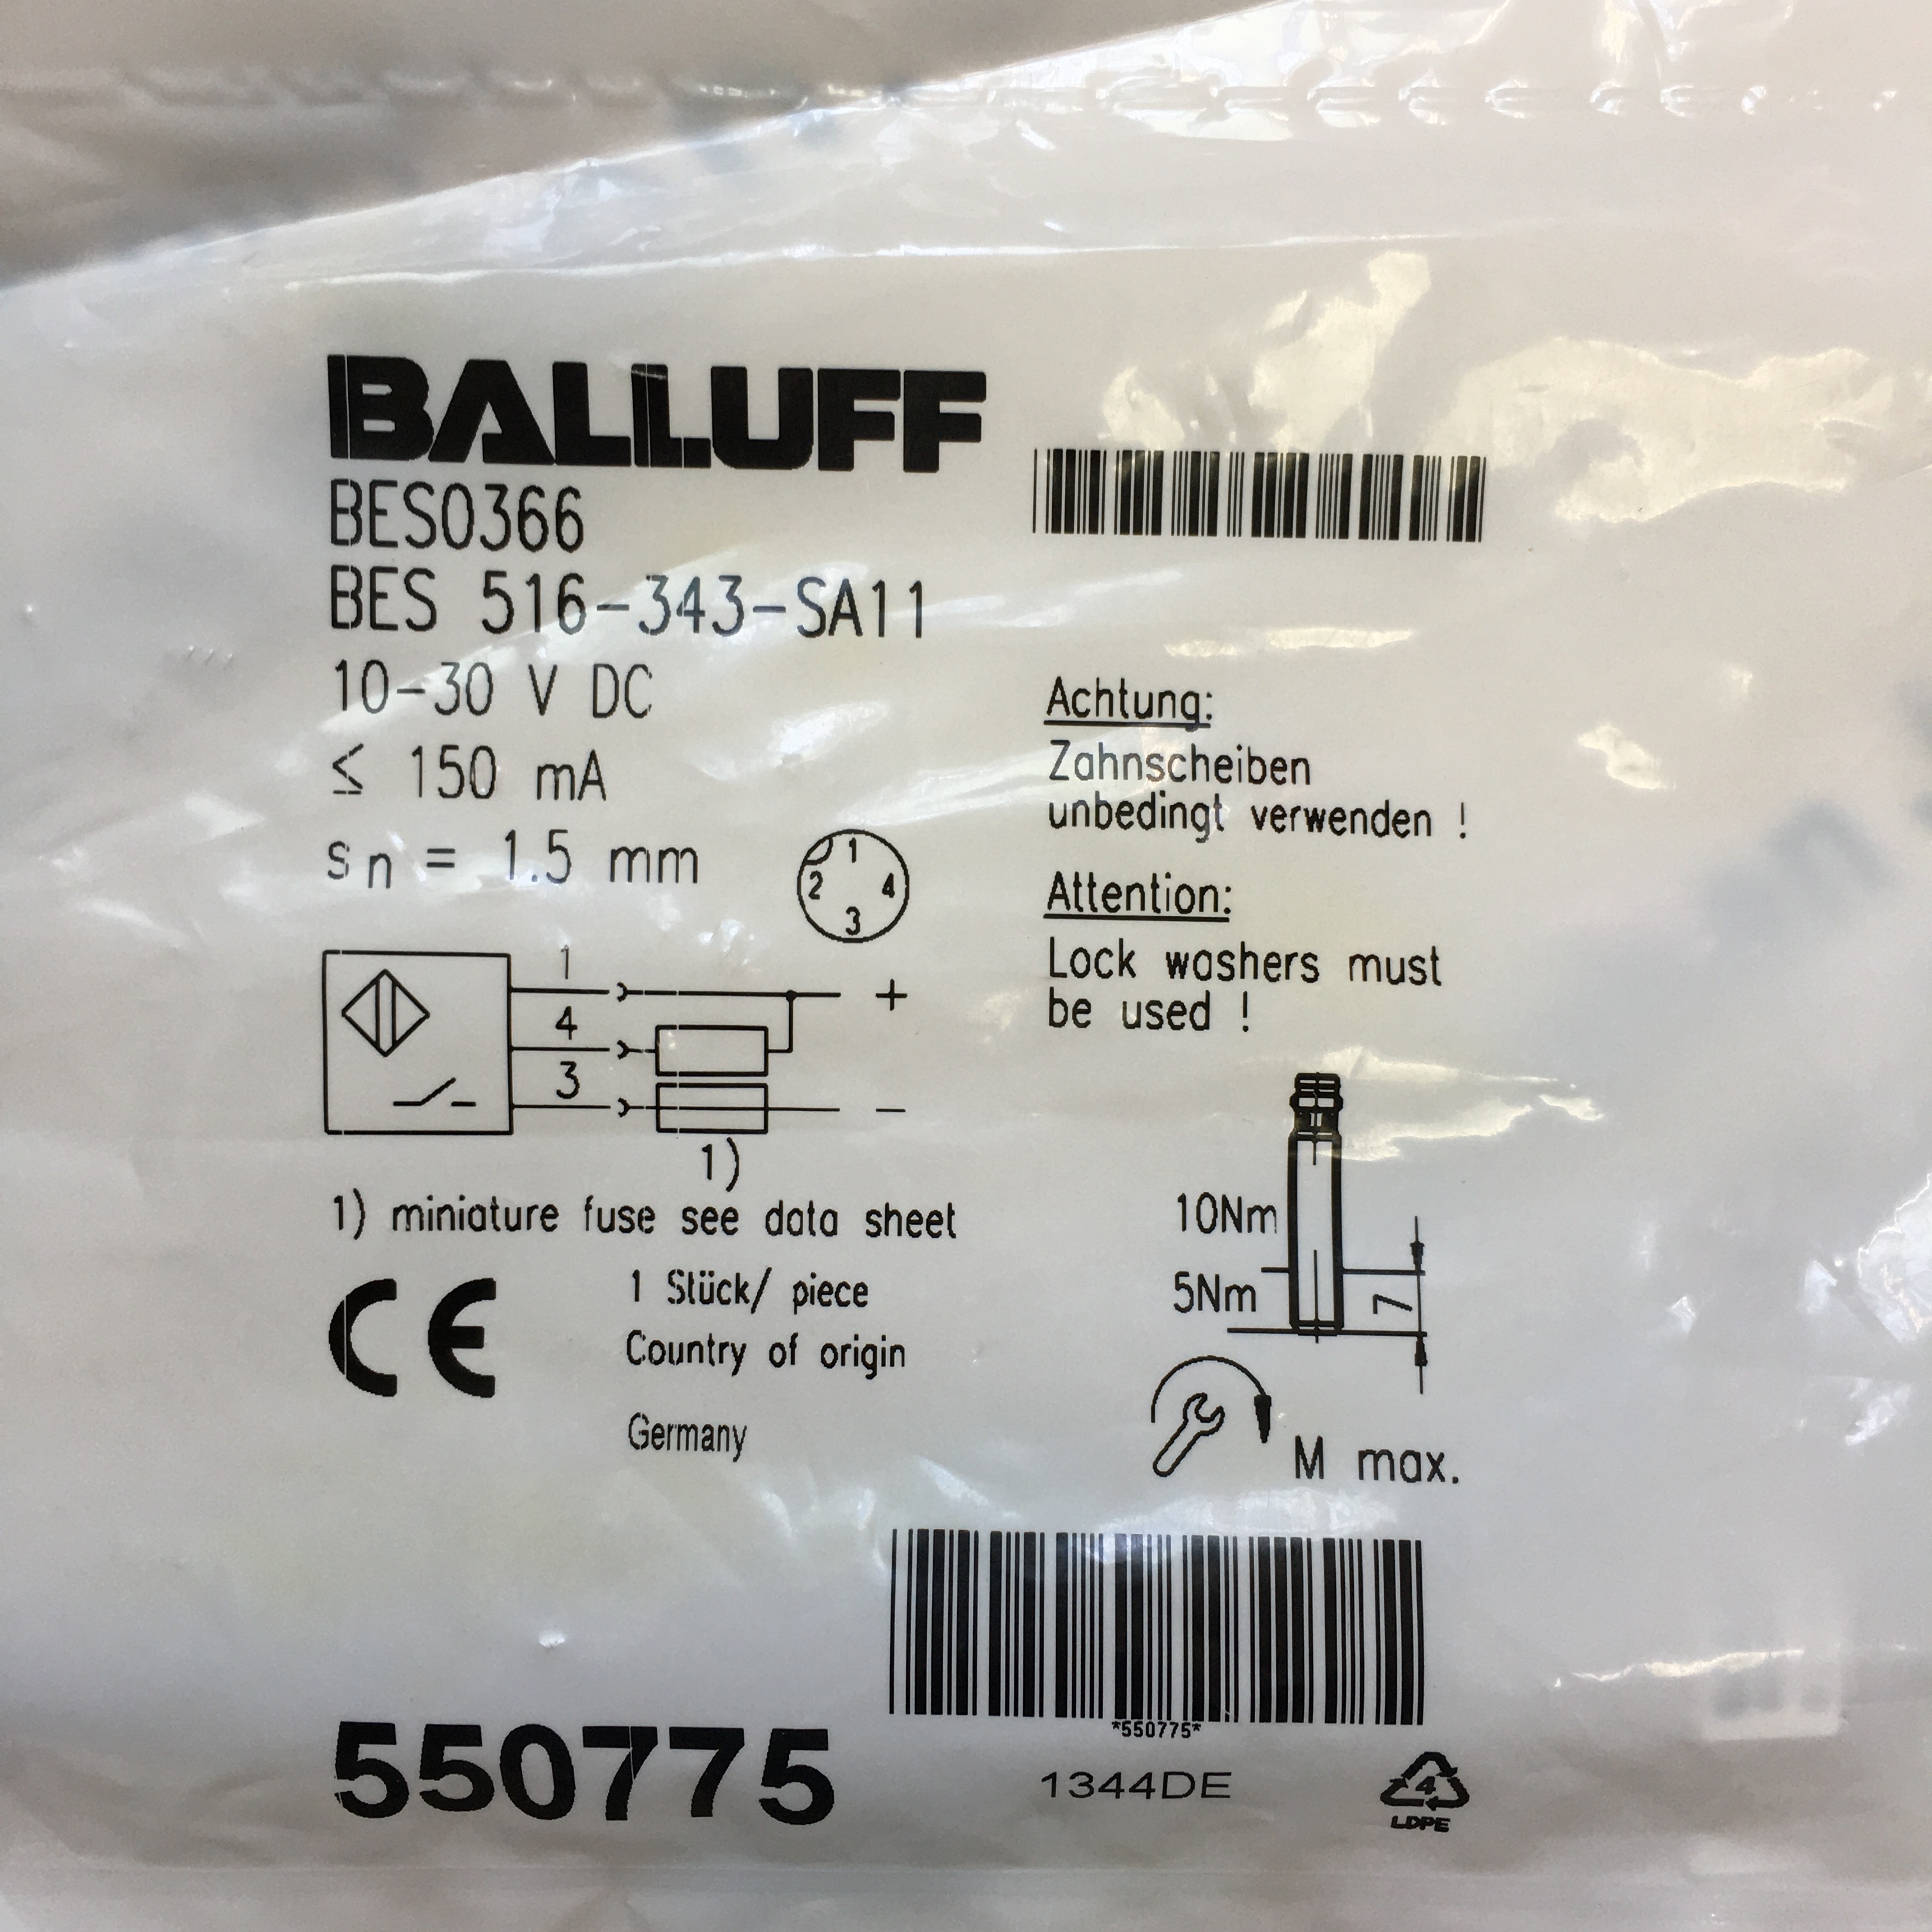 BALLUFF
BES0366
BES 516-343-SA11
10-30 V DC
≤ 150 mA
sn = 1.5 mm
1
2
4
3
1
+
4
3
−
1)
1) miniature fuse see data sheet
CE
1 Stück/ piece
Country of origin
Germany
Achtung:
Zahnscheiben
unbedingt verwenden !
Attention:
Lock washers must
be used !
10Nm
5Nm
7
M max.
*550775*
550775
1344DE
4
LDPE